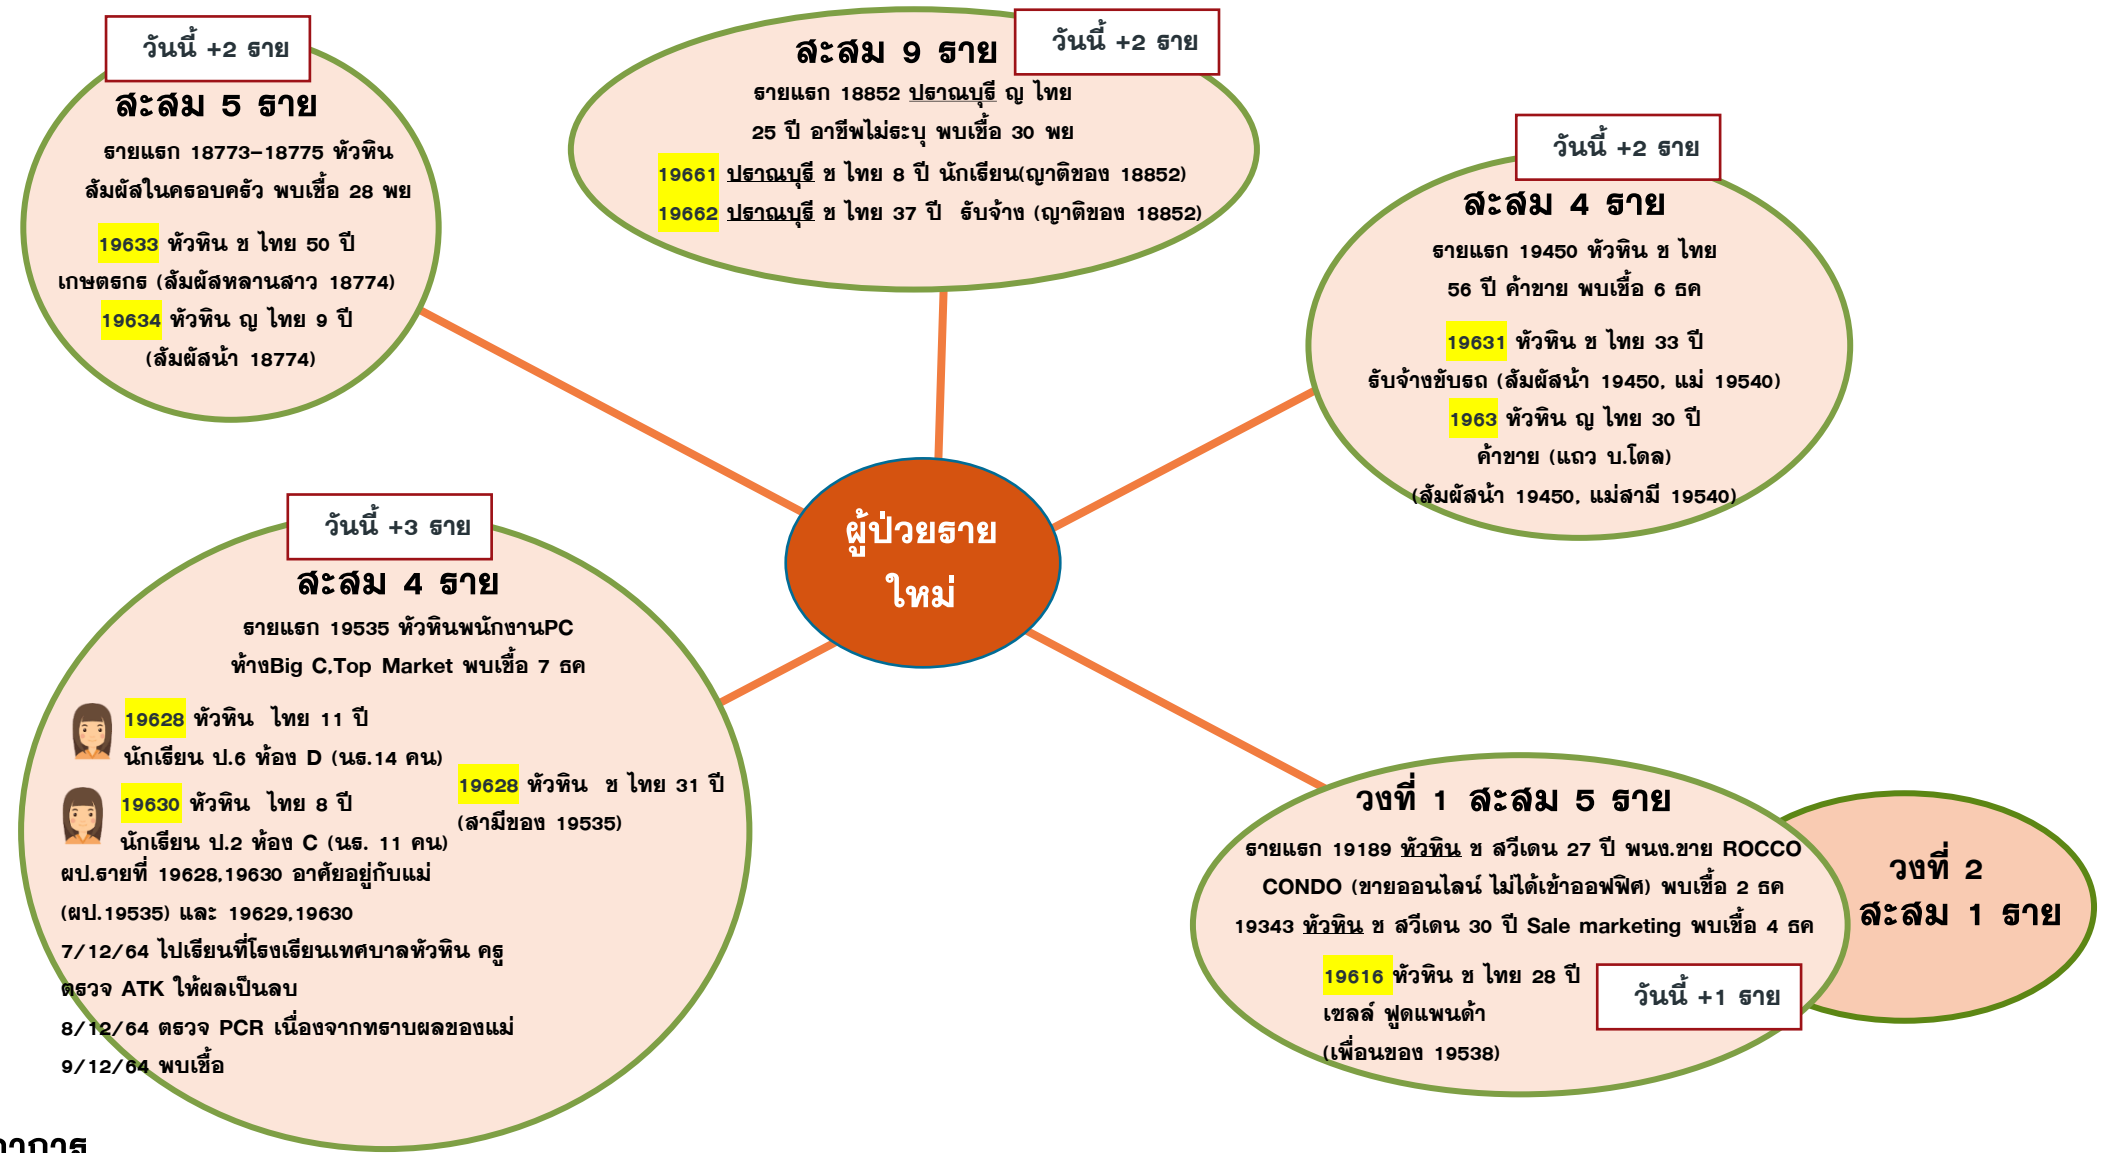 วันนี้ +2 ราย
สะสม 5 ราย
รายแรก 18773-18775 หัวหิน
สัมผัสในครอบครัว พบเชื้อ 28 พย
19633 หัวหิน ช ไทย 50 ปี
เกษตรกร (สัมผัสหลานสาว 18774)
19634 หัวหิน ญ ไทย 9 ปี
(สัมผัสน้า 18774)
วันนี้ +2 ราย
สะสม 9 ราย
รายแรก 18852 ปราณบุรี ญ ไทย
25 ปี อาชีพไม่ระบุ พบเชื้อ 30 พย
19661 ปราณบุรี ช ไทย 8 ปี นักเรียน(ญาติของ 18852)
19662 ปราณบุรี ช ไทย 37 ปี รับจ้าง (ญาติของ 18852)
วันนี้ +2 ราย
สะสม 4 ราย
รายแรก 19450 หัวหิน ช ไทย
56 ปี ค้าขาย พบเชื้อ 6 ธค
19631 หัวหิน ช ไทย 33 ปี
รับจ้างขับรถ (สัมผัสน้า 19450, แม่ 19540)
1963 หัวหิน ญ ไทย 30 ปี
ค้าขาย (แถว บ.โดล)
(สัมผัสน้า 19450, แม่สามี 19540)
ผู้ป่วยราย
ใหม่
วันนี้ +3 ราย
สะสม 4 ราย
รายแรก 19535 หัวหินพนักงานPC
ห้างBig C,Top Market พบเชื้อ 7 ธค
19628 หัวหิน ไทย 11 ปี
นักเรียน ป.6 ห้อง D (นร.14 คน)
19630 หัวหิน ไทย 8 ปี
นักเรียน ป.2 ห้อง C (นร. 11 คน)
19628 หัวหิน ช ไทย 31 ปี
(สามีของ 19535)
ผป.รายที่ 19628,19630 อาศัยอยู่กับแม่
(ผป.19535) และ 19629,19630
7/12/64 ไปเรียนที่โรงเรียนเทศบาลหัวหิน ครู
ตรวจ ATK ให้ผลเป็นลบ
8/12/64 ตรวจ PCR เนื่องจากทราบผลของแม่
9/12/64 พบเชื้อ
วงที่ 1 สะสม 5 ราย
รายแรก 19189 หัวหิน ช สวีเดน 27 ปี พนง.ขาย ROCCO
CONDO (ขายออนไลน์ ไม่ได้เข้าออฟฟิศ) พบเชื้อ 2 ธค
19343 หัวหิน ช สวีเดน 30 ปี Sale marketing พบเชื้อ 4 ธค
19616 หัวหิน ช ไทย 28 ปี
เซลล์ ฟูดแพนด้า
(เพื่อนของ 19538)
วันนี้ +1 ราย
วงที่ 2
สะสม 1 ราย